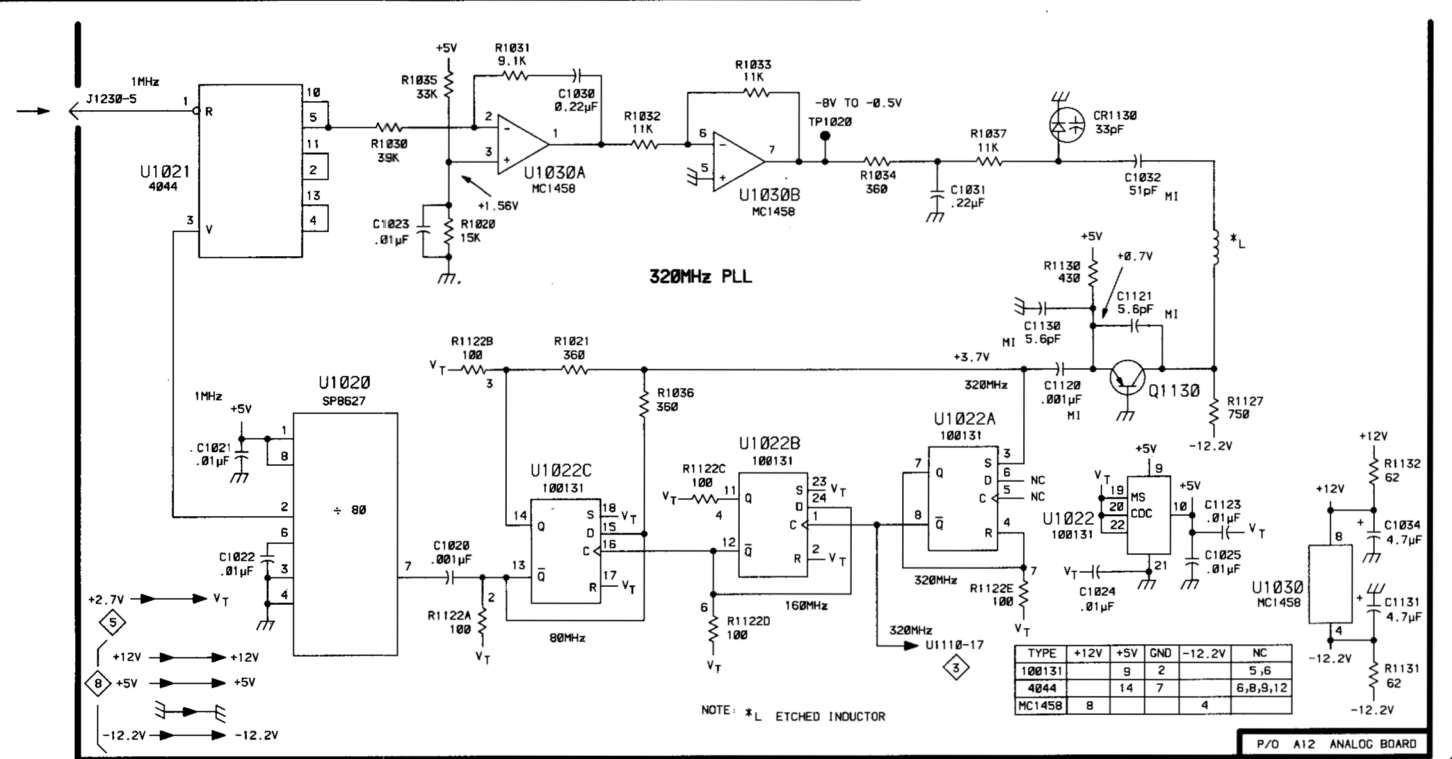 1MHz
J1230-5
1
R
10
5
11
2
13
4
3
V
U1021
4044
+5V
R1035
33K
R1031
9.1K
C1030
0.22µF
R1030
39K
2
-
3
+
1
U1030A
MC1458
+1.56V
C1023
.01µF
R1020
15K
R1032
11K
R1033
11K
6
-
5
+
7
U1030B
MC1458
-8V TO -0.5V
TP1020
R1034
360
R1037
11K
C1031
.22µF
CR1130
33pF
C1032
51pF
MI
*L
320MHz PLL
+5V
R1130
430
+0.7V
C1121
5.6pF
MI
C1130
MI 5.6pF
+3.7V
320MHz
C1120
.001µF
MI
Q1130
R1127
750
-12.2V
R1122B
100
VT
3
R1021
360
R1036
360
U1020
SP8627
1MHz
+5V
C1021
.01µF
1
8
2
÷ 80
6
3
4
7
C1022
.01µF
C1020
.001µF
2
R1122A
100
VT
U1022C
100131
14
Q
S
18
VT
D
15
C
16
13
Q
R
17
VT
80MHz
U1022B
100131
R1122C
100
VT
4
11
Q
S
23
VT
D
24
C
1
12
Q
R
2
VT
6
R1122D
100
VT
160MHz
U1022A
100131
7
Q
S
3
D
6
NC
C
5
NC
8
Q
R
4
320MHz
7
R1122E
100
VT
320MHz
U1110-17
3
+5V
VT
19
MS
20
CDC
22
9
10
+5V
21
U1022
100131
C1123
.01µF
VT
C1025
.01µF
VT
C1024
.01µF
+12V
R1132
62
+12V
8
+
C1034
4.7µF
U1030
MC1458
4
+
C1131
4.7µF
-12.2V
R1131
62
-12.2V
+2.7V
VT
5
+12V
+12V
8
+5V
+5V
-12.2V
-12.2V
TYPE +12V +5V GND -12.2V NC
100131 9 2 5,6
4044 14 7 6,8,9,12
MC1458 8 4
NOTE: *L ETCHED INDUCTOR
P/O A12 ANALOG BOARD